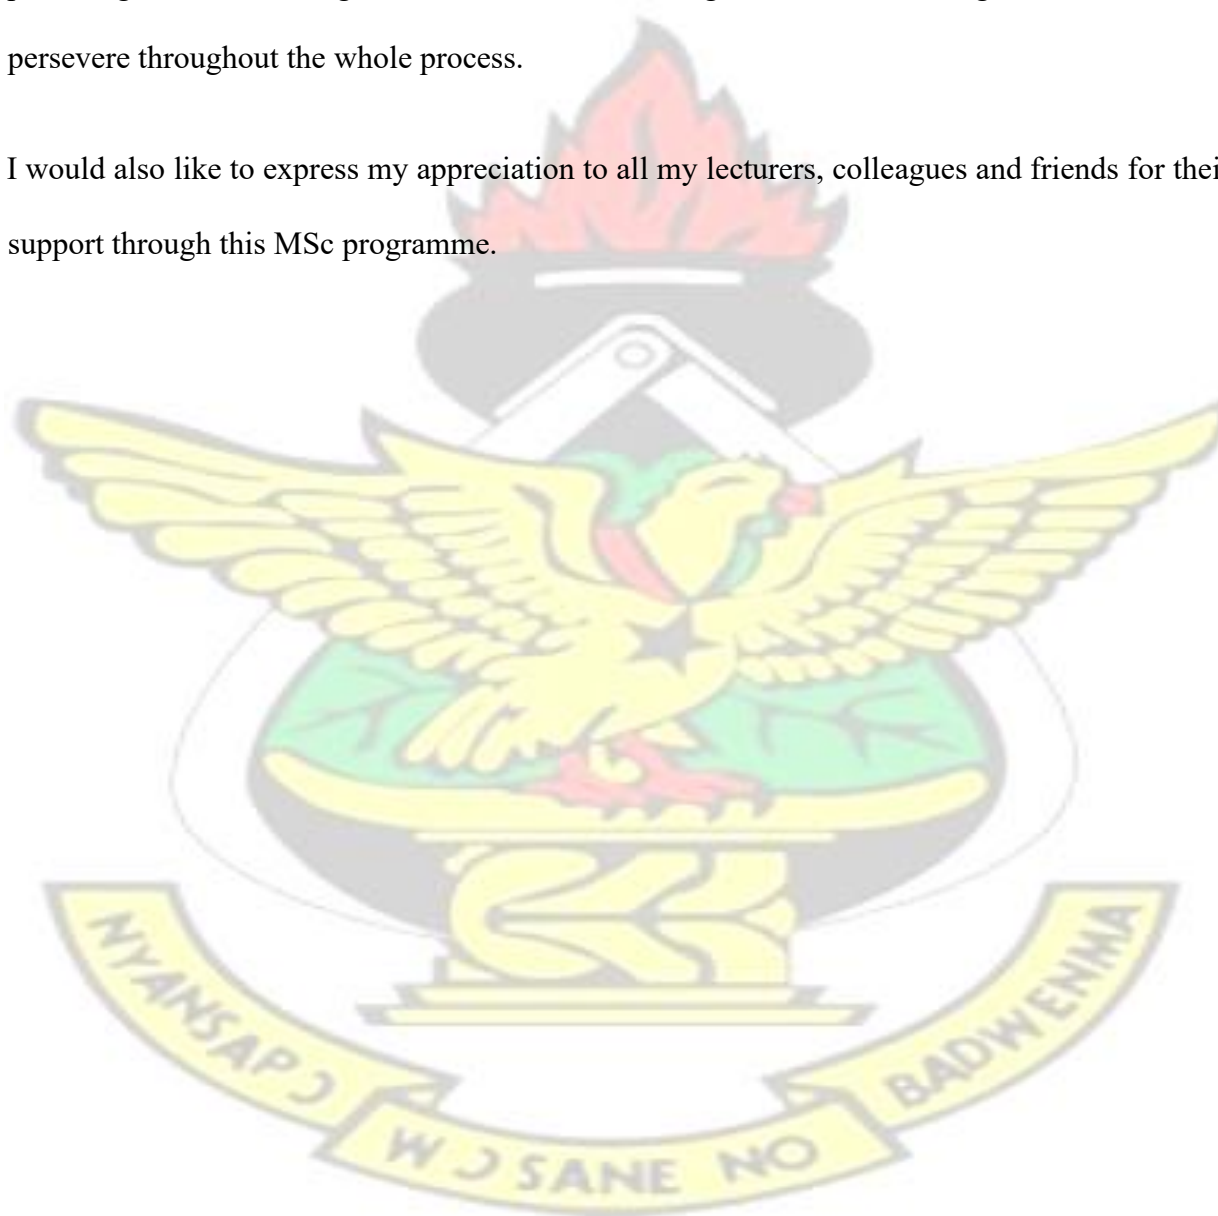 persevere throughout the whole process.
I would also like to express my appreciation to all my lecturers, colleagues and friends for thei
support through this MSc programme.
NYANSAPƆ
WƆSANE NO
BADWENMA